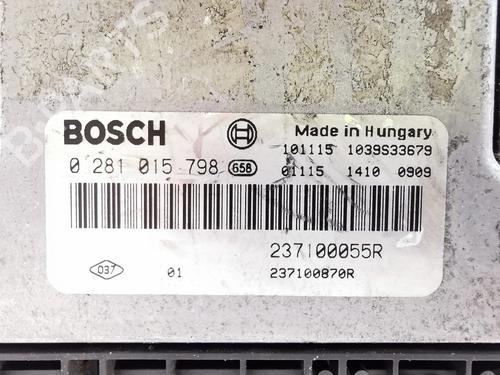 BOSCH
Made in Hungary
101115 1039S33679
0 281 015 798 658
01115 1410 0909
237100055R
037 01 237100870R